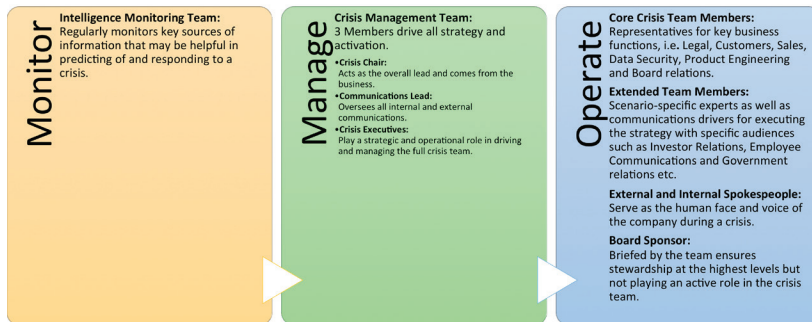 Monitor
Intelligence Monitoring Team:
Regularly monitors key sources of
information that may be helpful in
predicting of and responding to a
crisis.
Manage
Crisis Management Team:
3 Members drive all strategy and
activation.
•Crisis Chair:
Acts as the overall lead and comes from the
business.
•Communications Lead:
Oversees all internal and external
communications.
•Crisis Executives:
Play a strategic and operational role in driving
and managing the full crisis team.
Operate
Core Crisis Team Members:
Representatives for key business
functions, i.e. Legal, Customers, Sales,
Data Security, Product Engineering
and Board relations.
Extended Team Members:
Scenario-specific experts as well as
communications drivers for executing
the strategy with specific audiences
such as Investor Relations, Employee
Communications and Government
relations etc.
External and Internal Spokespeople:
Serve as the human face and voice of
the company during a crisis.
Board Sponsor:
Briefed by the team ensures
stewardship at the highest levels but
not playing an active role in the crisis
team.